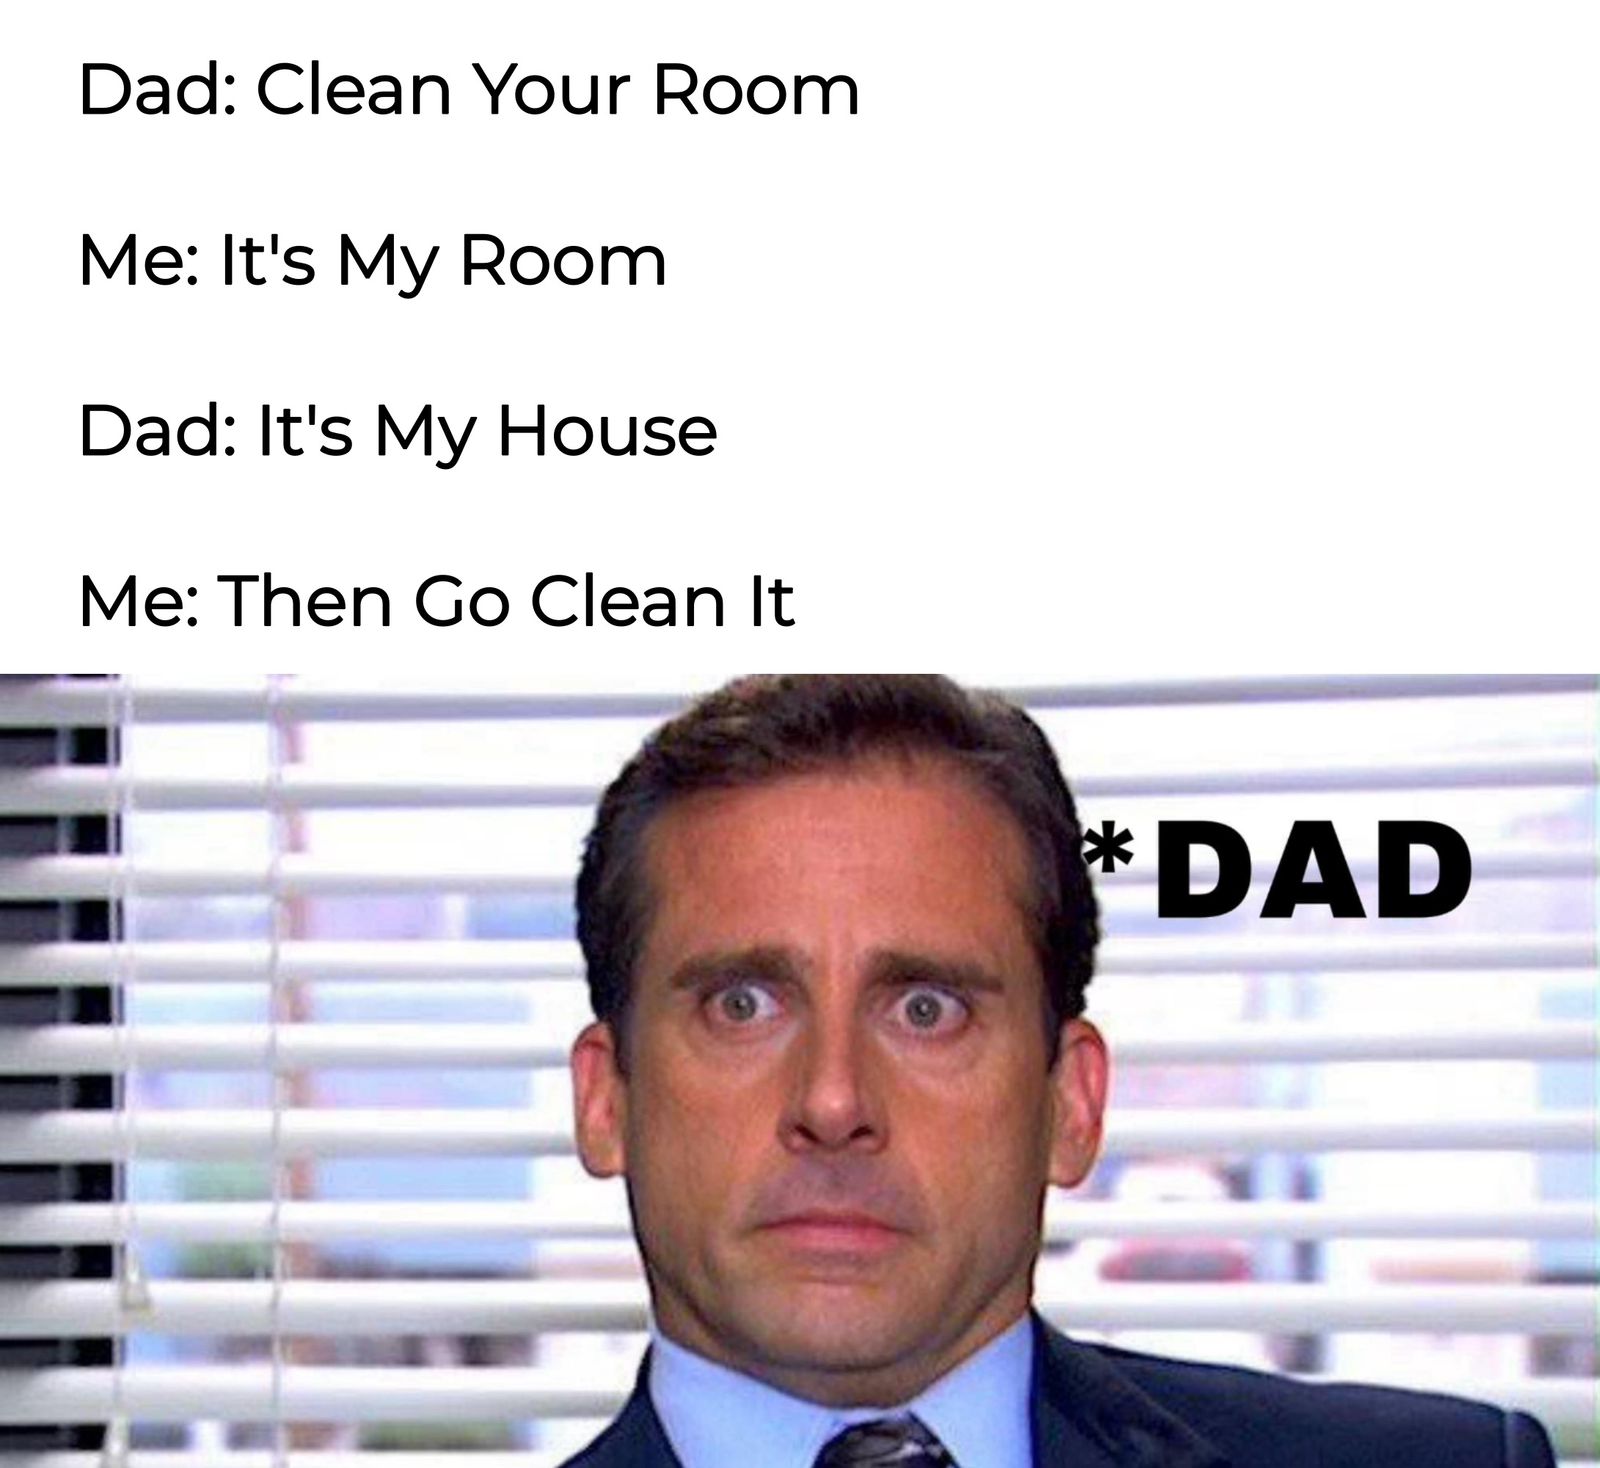 Dad: Clean Your Room
Me: It's My Room
Dad: It's My House
Me: Then Go Clean It
*DAD